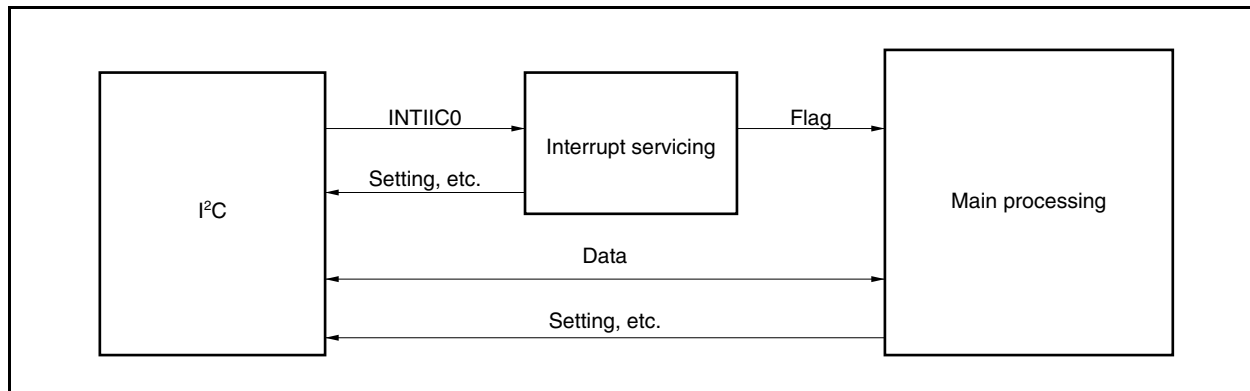 INTIIC0
Flag
Interrupt servicing
Setting, etc.
I²C
Main processing
Data
Setting, etc.